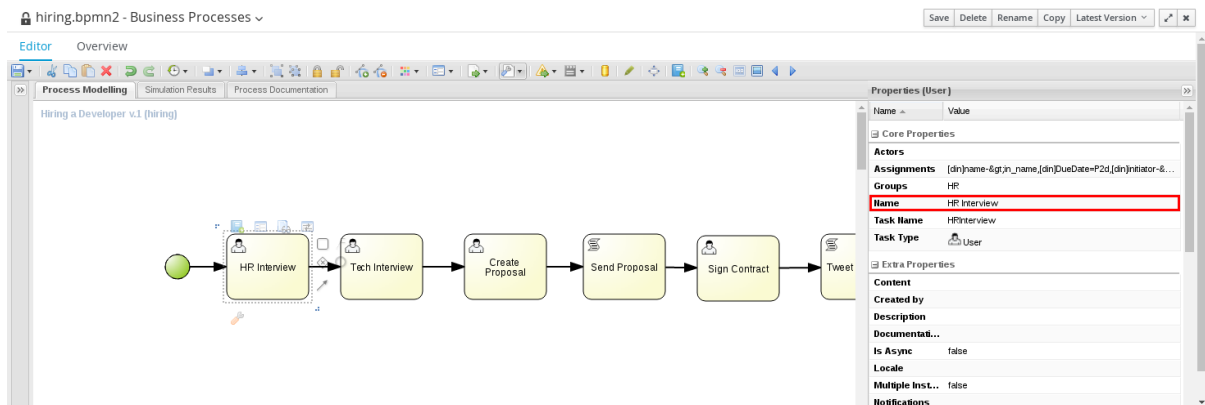 hiring.bpmn2 - Business Processes
Save Delete Rename Copy Latest Version
Editor Overview
Process Modelling Simulation Results Process Documentation
Properties (User)
Hiring a Developer v.1 (hiring)
Name Value
Core Properties
Actors
Assignments [din]name-&gt;in_name,[din]DueDate=P2d,[din]initiator-&...
Groups HR
Name HR Interview
Task Name HRInterview
Task Type User
Extra Properties
Content
Created by
Description
Documentati...
Is Async false
Locale
Multiple Inst... false
Notifications
HR Interview
Tech Interview
Create
Proposal
Send Proposal
Sign Contract
Tweet